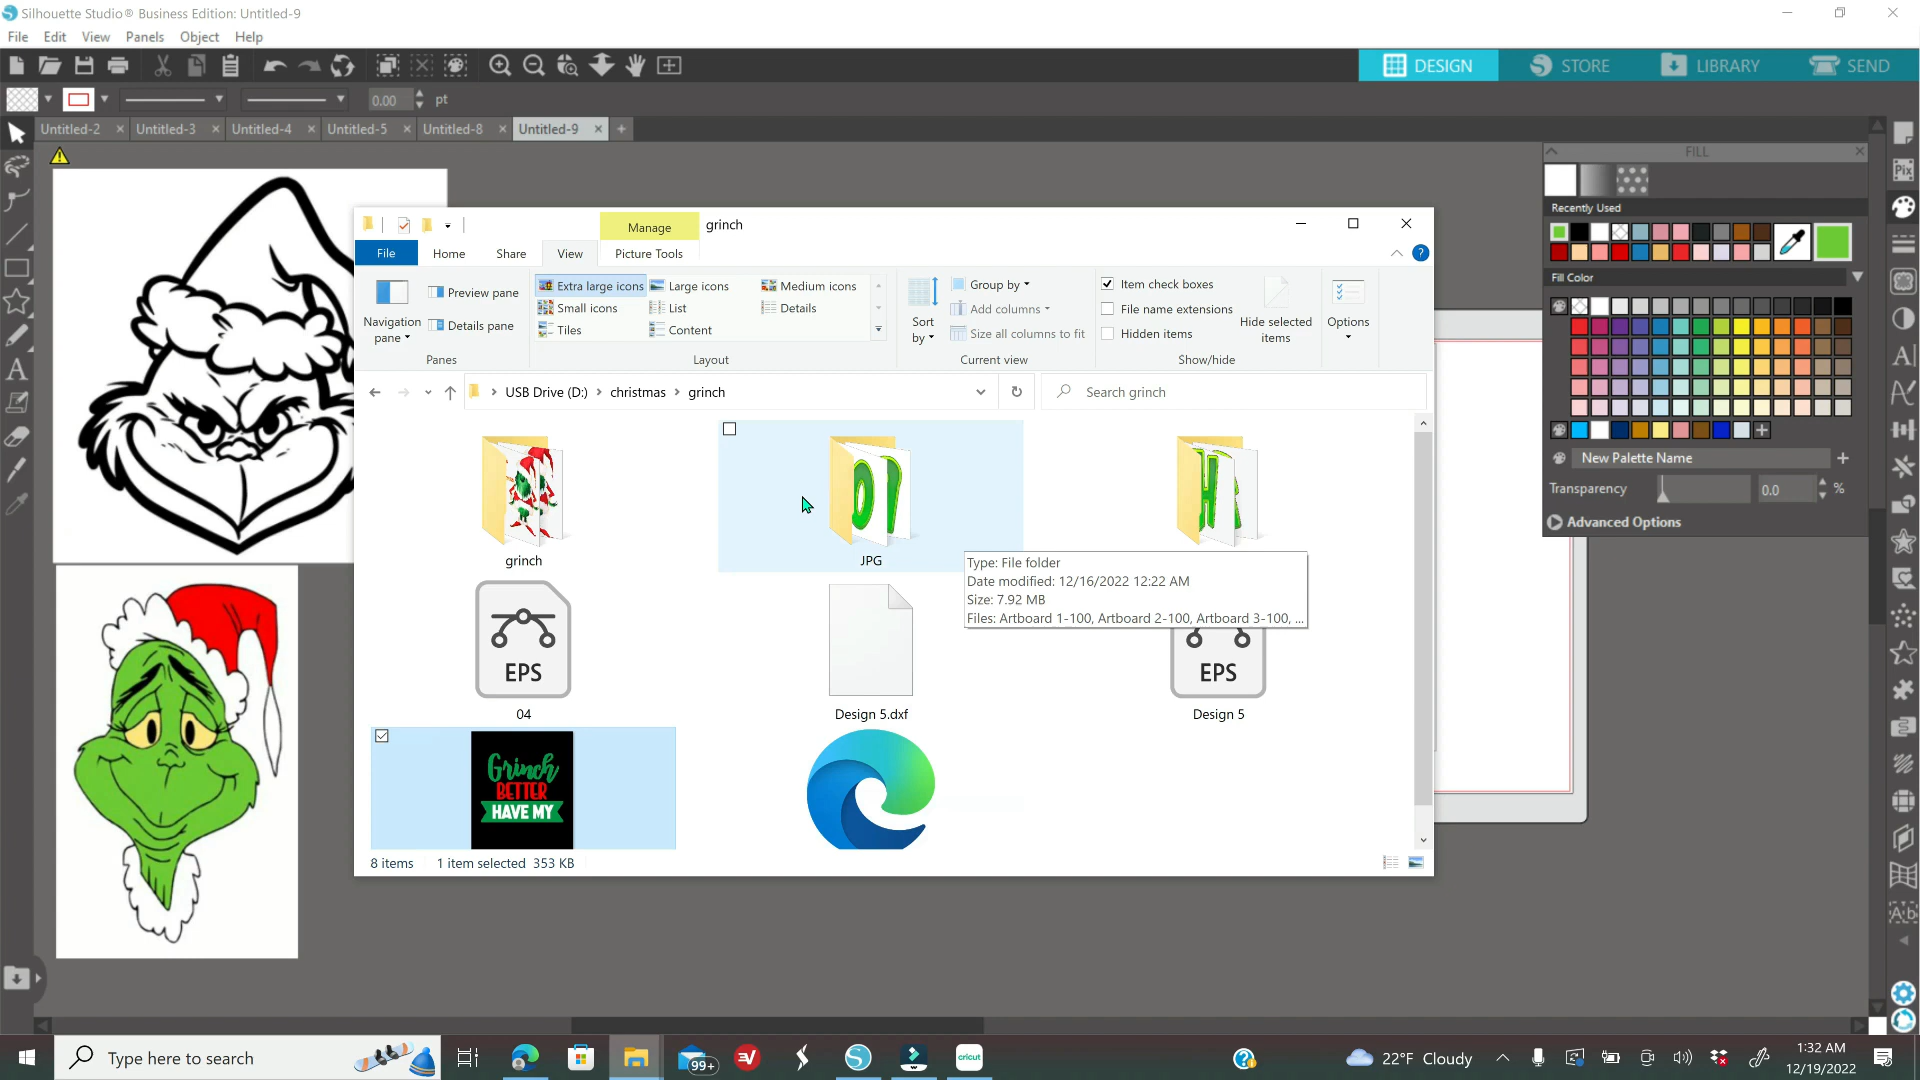 Silhouette Studio® Business Edition: Untitled-9
File Edit View Panels Object Help
DESIGN STORE LIBRARY SEND
0.00 pt
Untitled-2 Untitled-3 Untitled-4 Untitled-5 Untitled-8 Untitled-9
FILL
Recently Used
Fill Color
New Palette Name
Transparency 0.0 %
Advanced Options
Manage grinch
File Home Share View Picture Tools
Navigation pane
Preview pane
Details pane
Panes
Extra large icons Large icons Medium icons
Small icons List Details
Tiles Content
Layout
Sort by
Group by
Add columns
Size all columns to fit
Current view
Item check boxes
File name extensions
Hidden items
Hide selected items
Show/hide
Options
USB Drive (D:) christmas grinch
Search grinch
grinch
JPG
Type: File folder
Date modified: 12/16/2022 12:22 AM
Size: 7.92 MB
Files: Artboard 1-100, Artboard 2-100, Artboard 3-100, ...
EPS
04
Design 5.dxf
EPS
Design 5
Grinch
BETTER
HAVE MY
8 items 1 item selected 353 KB
Type here to search
99+
cricut
22°F Cloudy
1:32 AM
12/19/2022